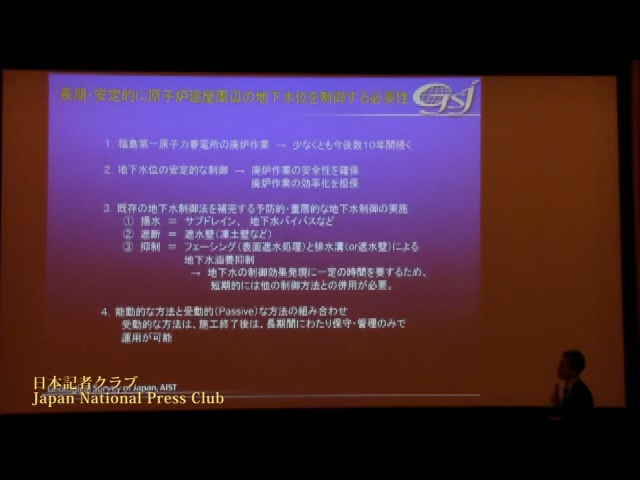 長期・安定的に原子炉建屋周辺の地下水位を制御する必要性
GSJ
1. 福島第一原子力発電所の廃炉作業 → 少なくとも今後数10年間続く
2. 地下水位の安定的な制御 → 廃炉作業の安全性を確保
廃炉作業の効率化を担保
3. 既存の地下水制御法を補完する予防的・重層的な地下水制御の実施
① 揚水 ＝ サブドレイン、地下水バイパスなど
② 遮断 ＝ 遮水壁(凍土壁など)
③ 抑制 ＝ フェーシング(表面遮水処理)と排水溝(or遮水壁)による
地下水涵養抑制
→ 地下水の制御効果発現に一定の時間を要するため、
短期的には他の制御方法との併用が必要。
4. 能動的な方法と受動的(Passive)な方法の組み合わせ
受動的な方法は、施工終了後は、長期間にわたり保守・管理のみで
運用が可能
Geological Survey of Japan, AIST
日本記者クラブ
Japan National Press Club